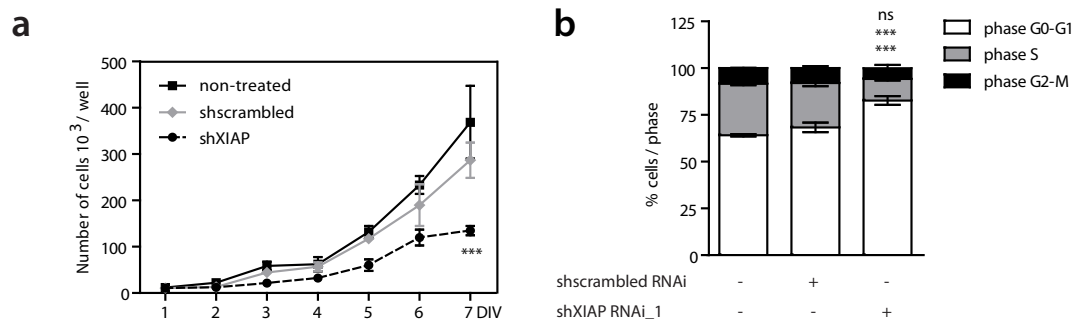 a
Number of cells 10 3 / well
500
400
300
200
100
0
non-treated
shscrambled
shXIAP
***
1 2 3 4 5 6 7 DIV
b
% cells / phase
125
100
75
50
25
0
ns
***
***
phase G0-G1
phase S
phase G2-M
shscrambled RNAi - + -
shXIAP RNAi_1 - - +